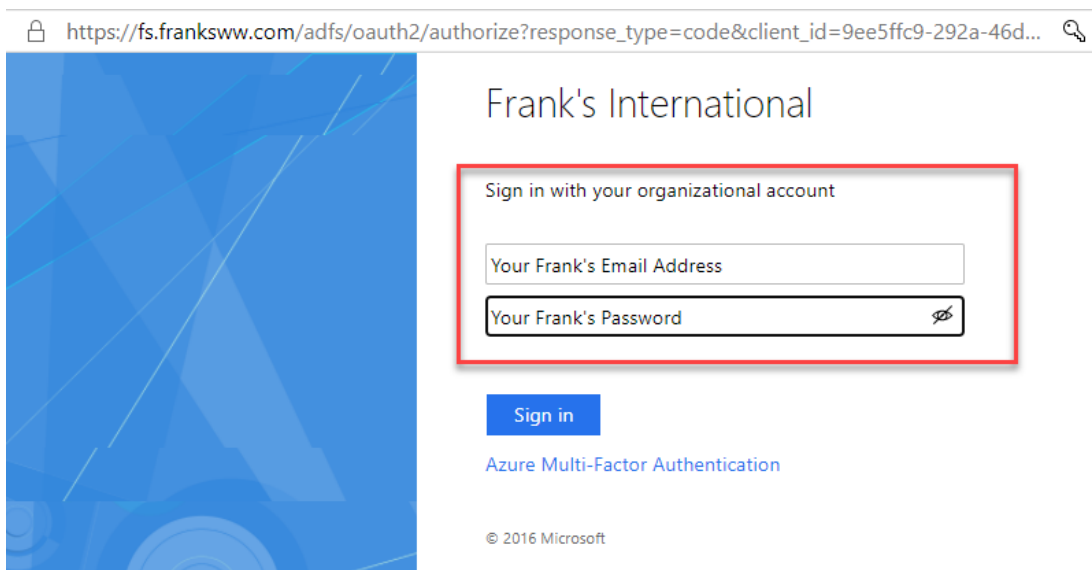 https://fs.franksww.com/adfs/oauth2/authorize?response_type=code&client_id=9ee5ffc9-292a-46d...
Frank's International
Sign in with your organizational account
Your Frank's Email Address
Your Frank's Password
Sign in
Azure Multi-Factor Authentication
© 2016 Microsoft